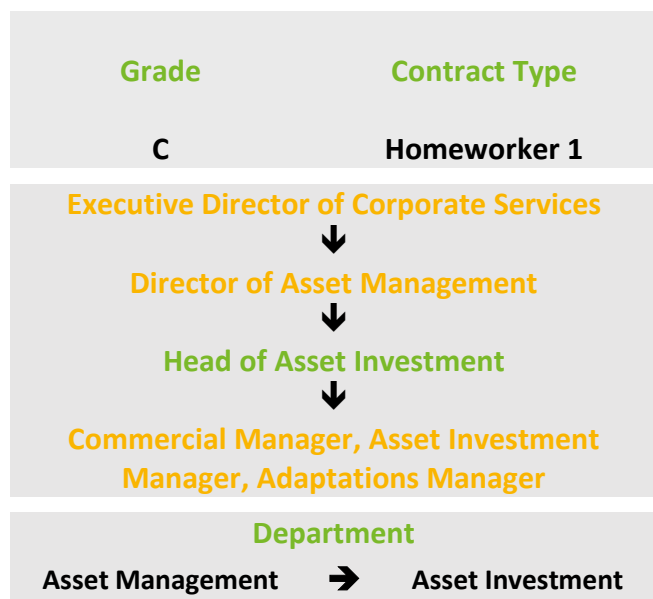 Grade Contract Type
C Homeworker 1
Executive Director of Corporate Services
↓
Director of Asset Management
↓
Head of Asset Investment
↓
Commercial Manager, Asset Investment
Manager, Adaptations Manager
Department
Asset Management → Asset Investment